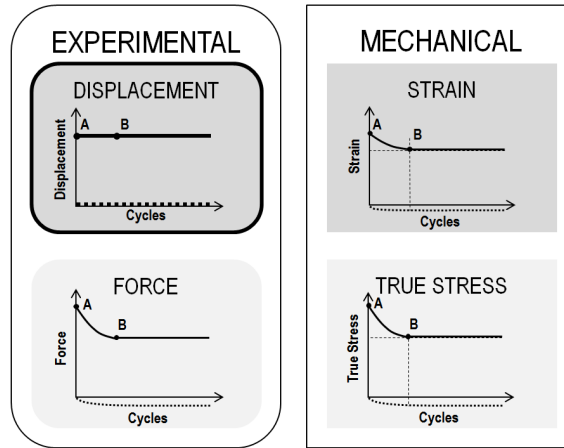 EXPERIMENTAL
DISPLACEMENT
Displacement
A
B
Cycles
FORCE
Force
A
B
Cycles
MECHANICAL
STRAIN
Strain
A
B
Cycles
TRUE STRESS
True Stress
A
B
Cycles